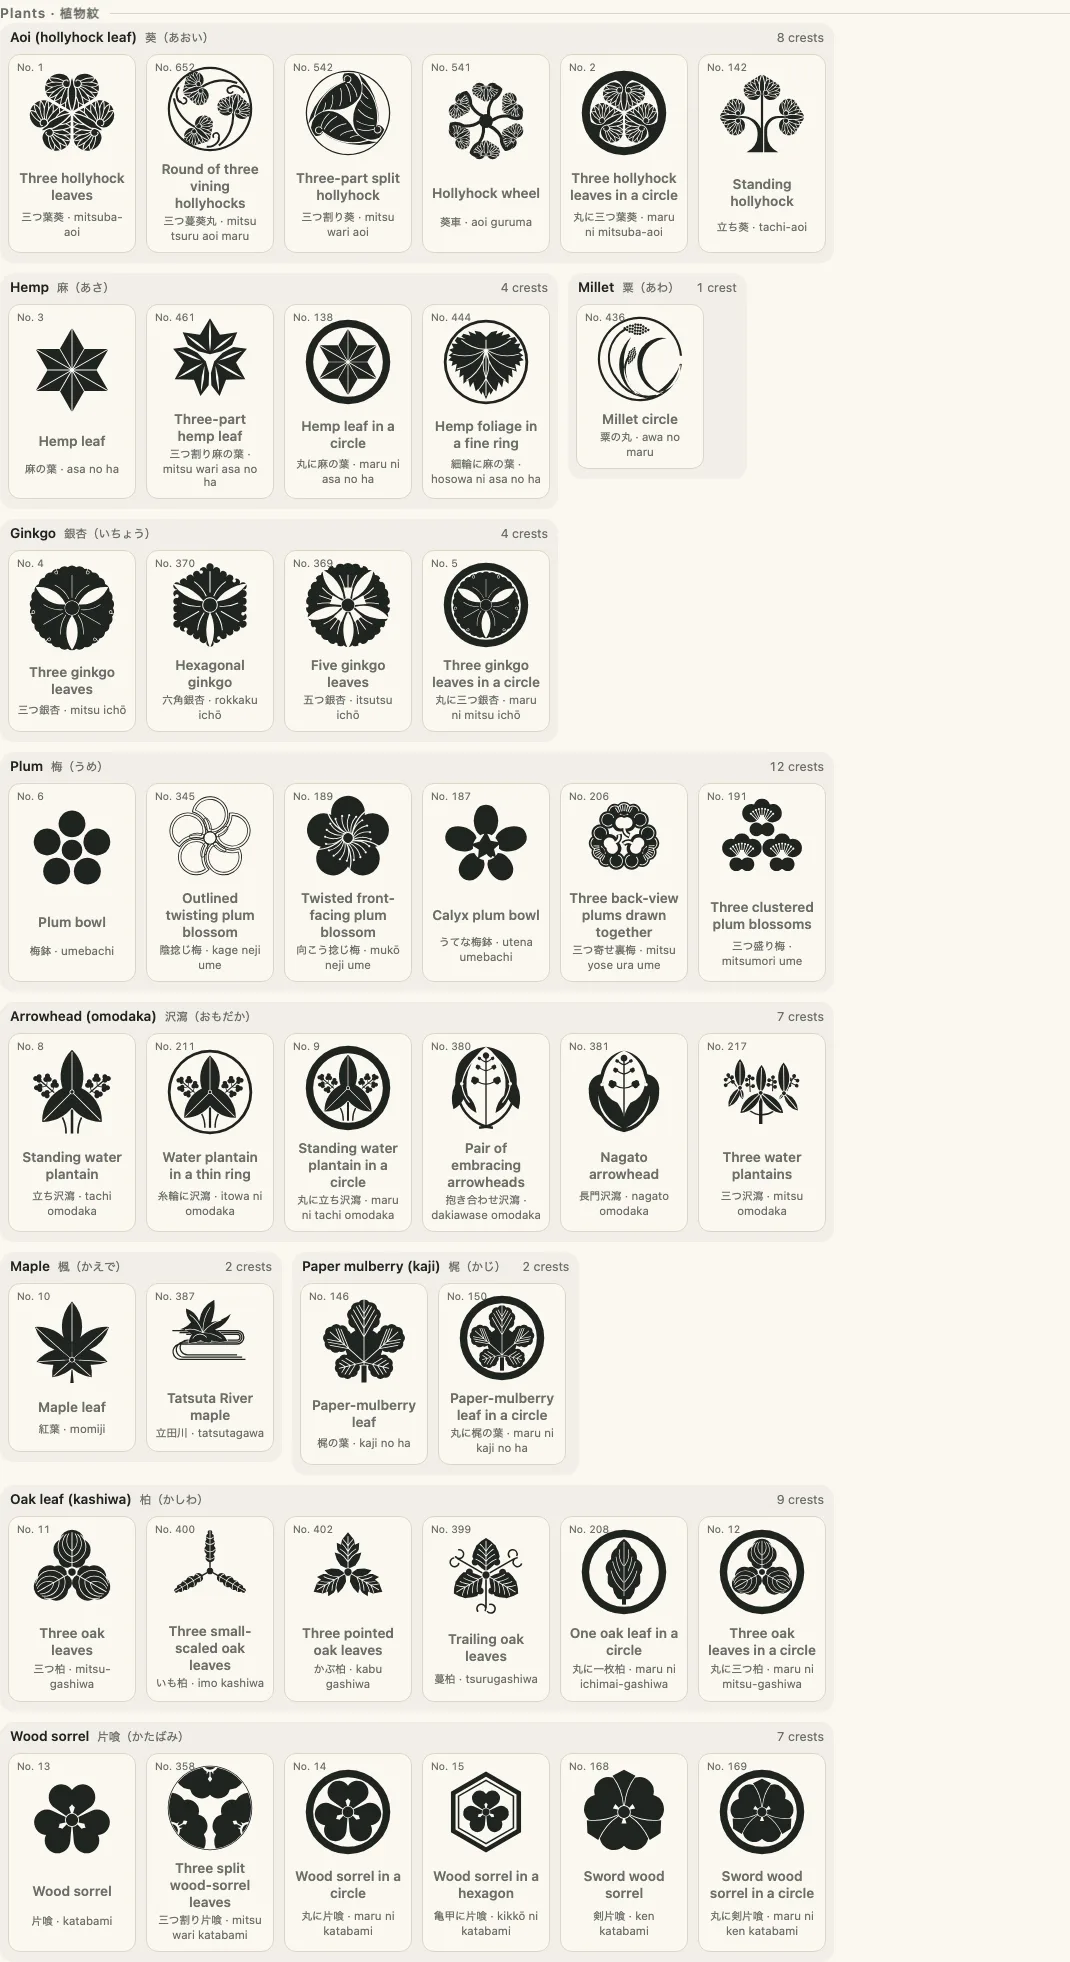 Plants · 植物紋
Aoi (hollyhock leaf) 葵（あおい） 8 crests
No. 1
Three hollyhock
leaves
三つ葉葵 · mitsuba-
aoi
No. 652
Round of three
vining
hollyhocks
三つ蔓葵丸 · mitsu
tsuru aoi maru
No. 542
Three-part split
hollyhock
三つ割り葵 · mitsu
wari aoi
No. 541
Hollyhock wheel
葵車 · aoi guruma
No. 2
Three hollyhock
leaves in a circle
丸に三つ葉葵 · maru
ni mitsuba-aoi
No. 142
Standing
hollyhock
立ち葵 · tachi-aoi
Hemp 麻（あさ） 4 crests
No. 3
Hemp leaf
麻の葉 · asa no ha
No. 461
Three-part
hemp leaf
三つ割り麻の葉 ·
mitsu wari asa no
ha
No. 138
Hemp leaf in a
circle
丸に麻の葉 · maru ni
asa no ha
No. 444
Hemp foliage in
a fine ring
細輪に麻の葉 ·
hosowa ni asa no ha
Millet 粟（あわ） 1 crest
No. 436
Millet circle
粟の丸 · awa no
maru
Ginkgo 銀杏（いちょう） 4 crests
No. 4
Three ginkgo
leaves
三つ銀杏 · mitsu ichō
No. 370
Hexagonal
ginkgo
六角銀杏 · rokkaku
ichō
No. 369
Five ginkgo
leaves
五つ銀杏 · itsutsu
ichō
No. 5
Three ginkgo
leaves in a circle
丸に三つ銀杏 · maru
ni mitsu ichō
Plum 梅（うめ） 12 crests
No. 6
Plum bowl
梅鉢 · umebachi
No. 345
Outlined
twisting plum
blossom
陰捻じ梅 · kage neji
ume
No. 189
Twisted front-
facing plum
blossom
向こう捻じ梅 · mukō
neji ume
No. 187
Calyx plum bowl
うてな梅鉢 · utena
umebachi
No. 206
Three back-view
plums drawn
together
三つ寄せ裏梅 · mitsu
yose ura ume
No. 191
Three clustered
plum blossoms
三つ盛り梅 ·
mitsumori ume
Arrowhead (omodaka) 沢瀉（おもだか） 7 crests
No. 8
Standing water
plantain
立ち沢瀉 · tachi
omodaka
No. 211
Water plantain
in a thin ring
糸輪に沢瀉 · itowa ni
omodaka
No. 9
Standing water
plantain in a
circle
丸に立ち沢瀉 · maru
ni tachi omodaka
No. 380
Pair of
embracing
arrowheads
抱き合わせ沢瀉 ·
dakiawase omodaka
No. 381
Nagato
arrowhead
長門沢瀉 · nagato
omodaka
No. 217
Three water
plantains
三つ沢瀉 · mitsu
omodaka
Maple 楓（かえで） 2 crests
No. 10
Maple leaf
紅葉 · momiji
No. 387
Tatsuta River
maple
立田川 · tatsutagawa
Paper mulberry (kaji) 梶（かじ） 2 crests
No. 146
Paper-mulberry
leaf
梶の葉 · kaji no ha
No. 150
Paper-mulberry
leaf in a circle
丸に梶の葉 · maru ni
kaji no ha
Oak leaf (kashiwa) 柏（かしわ） 9 crests
No. 11
Three oak
leaves
三つ柏 · mitsu-
gashiwa
No. 400
Three small-
scaled oak
leaves
いも柏 · imo kashiwa
No. 402
Three pointed
oak leaves
かぶ柏 · kabu
gashiwa
No. 399
Trailing oak
leaves
蔓柏 · tsurugashiwa
No. 208
One oak leaf in a
circle
丸に一枚柏 · maru ni
ichimai-gashiwa
No. 12
Three oak
leaves in a circle
丸に三つ柏 · maru ni
mitsu-gashiwa
Wood sorrel 片喰（かたばみ） 7 crests
No. 13
Wood sorrel
片喰 · katabami
No. 358
Three split
wood-sorrel
leaves
三つ割り片喰 · mitsu
wari katabami
No. 14
Wood sorrel in a
circle
丸に片喰 · maru ni
katabami
No. 15
Wood sorrel in a
hexagon
亀甲に片喰 · kikkō ni
katabami
No. 168
Sword wood
sorrel
剣片喰 · ken
katabami
No. 169
Sword wood
sorrel in a circle
丸に剣片喰 · maru ni
ken katabami